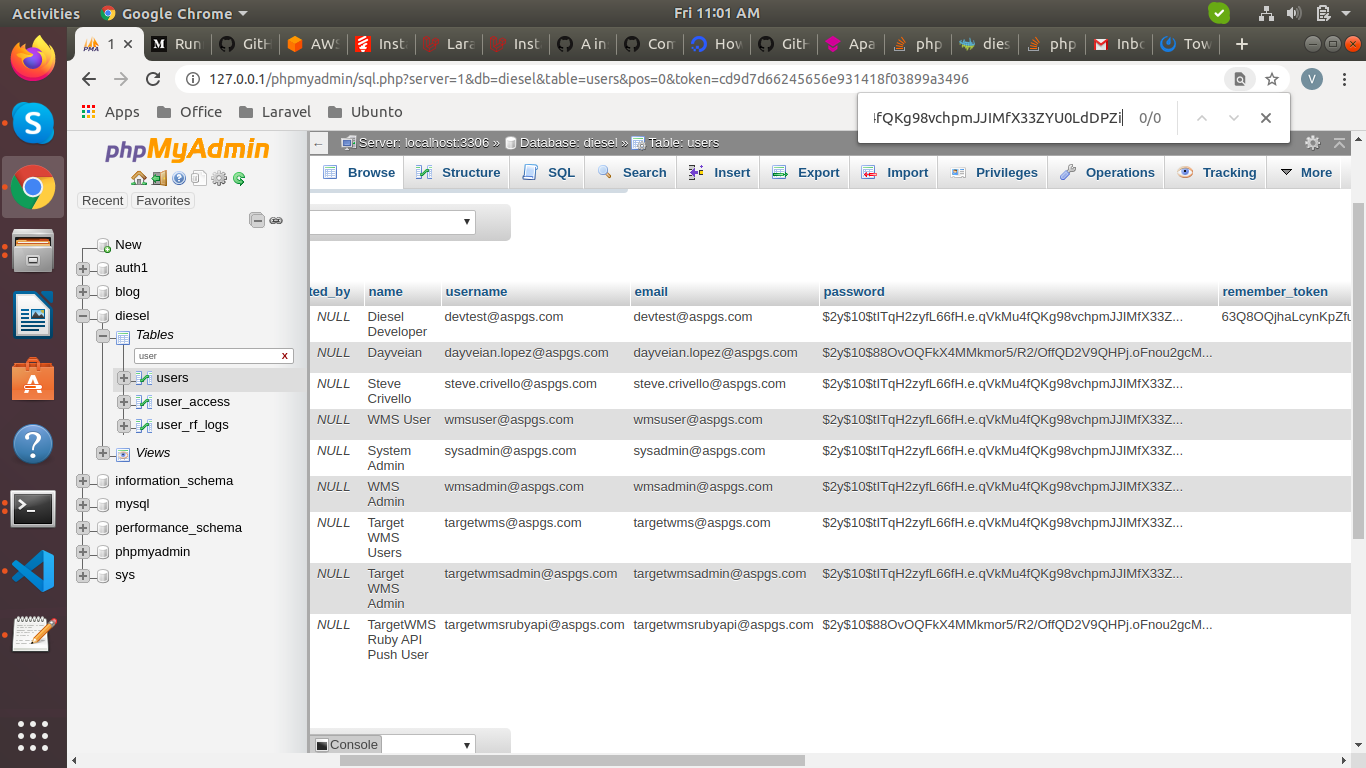 Activities Google Chrome Fri 11:01 AM
PMA 1 Run GitH AWS Inst Lara Inst A in Con How GitH Apa php dies php Inbo Tow
127.0.0.1/phpmyadmin/sql.php?server=1&db=diesel&table=users&pos=0&token=cd9d7d66245656e931418f03899a3496 V
Apps Office Laravel Ubuntu
fQKg98vchpmJJIMfX33ZYU0LdDPZi 0/0
phpMyAdmin
Recent Favorites
New
auth1
blog
diesel
Tables
user X
users
user_access
user_rf_logs
Views
information_schema
mysql
performance_schema
phpmyadmin
sys
Server: localhost:3306 » Database: diesel » Table: users
Browse Structure SQL Search Insert Export Import Privileges Operations Tracking More
ted_by name username email password remember_token
NULL Diesel Developer devtest@aspgs.com devtest@aspgs.com $2y$10$tITqH2zyfL66fH.e.qVkMu4fQKg98vchpmJJIMfX33Z... 63Q8OQjhaLcynKpZfu
NULL Dayveian dayveian.lopez@aspgs.com dayveian.lopez@aspgs.com $2y$10$88OvOQFkX4MMkmor5/R2/OffQD2V9QHPj.oFnou2gcM...
NULL Steve Crivello steve.crivello@aspgs.com steve.crivello@aspgs.com $2y$10$tITqH2zyfL66fH.e.qVkMu4fQKg98vchpmJJIMfX33Z...
NULL WMS User wmsuser@aspgs.com wmsuser@aspgs.com $2y$10$tITqH2zyfL66fH.e.qVkMu4fQKg98vchpmJJIMfX33Z...
NULL System Admin sysadmin@aspgs.com sysadmin@aspgs.com $2y$10$tITqH2zyfL66fH.e.qVkMu4fQKg98vchpmJJIMfX33Z...
NULL WMS Admin wmsadmin@aspgs.com wmsadmin@aspgs.com $2y$10$tITqH2zyfL66fH.e.qVkMu4fQKg98vchpmJJIMfX33Z...
NULL Target WMS Users targetwms@aspgs.com targetwms@aspgs.com $2y$10$tITqH2zyfL66fH.e.qVkMu4fQKg98vchpmJJIMfX33Z...
NULL Target WMS Admin targetwmsadmin@aspgs.com targetwmsadmin@aspgs.com $2y$10$tITqH2zyfL66fH.e.qVkMu4fQKg98vchpmJJIMfX33Z...
NULL TargetWMS Ruby API Push User targetwmsrubyapi@aspgs.com targetwmsrubyapi@aspgs.com $2y$10$88OvOQFkX4MMkmor5/R2/OffQD2V9QHPj.oFnou2gcM...
Console